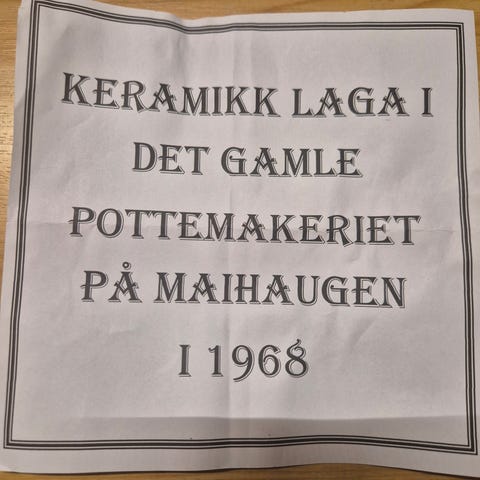 KERAMIKK LAGA I
DET GAMLE
POTTEMAKERIET
PÅ MAIHAUGEN
I 1968